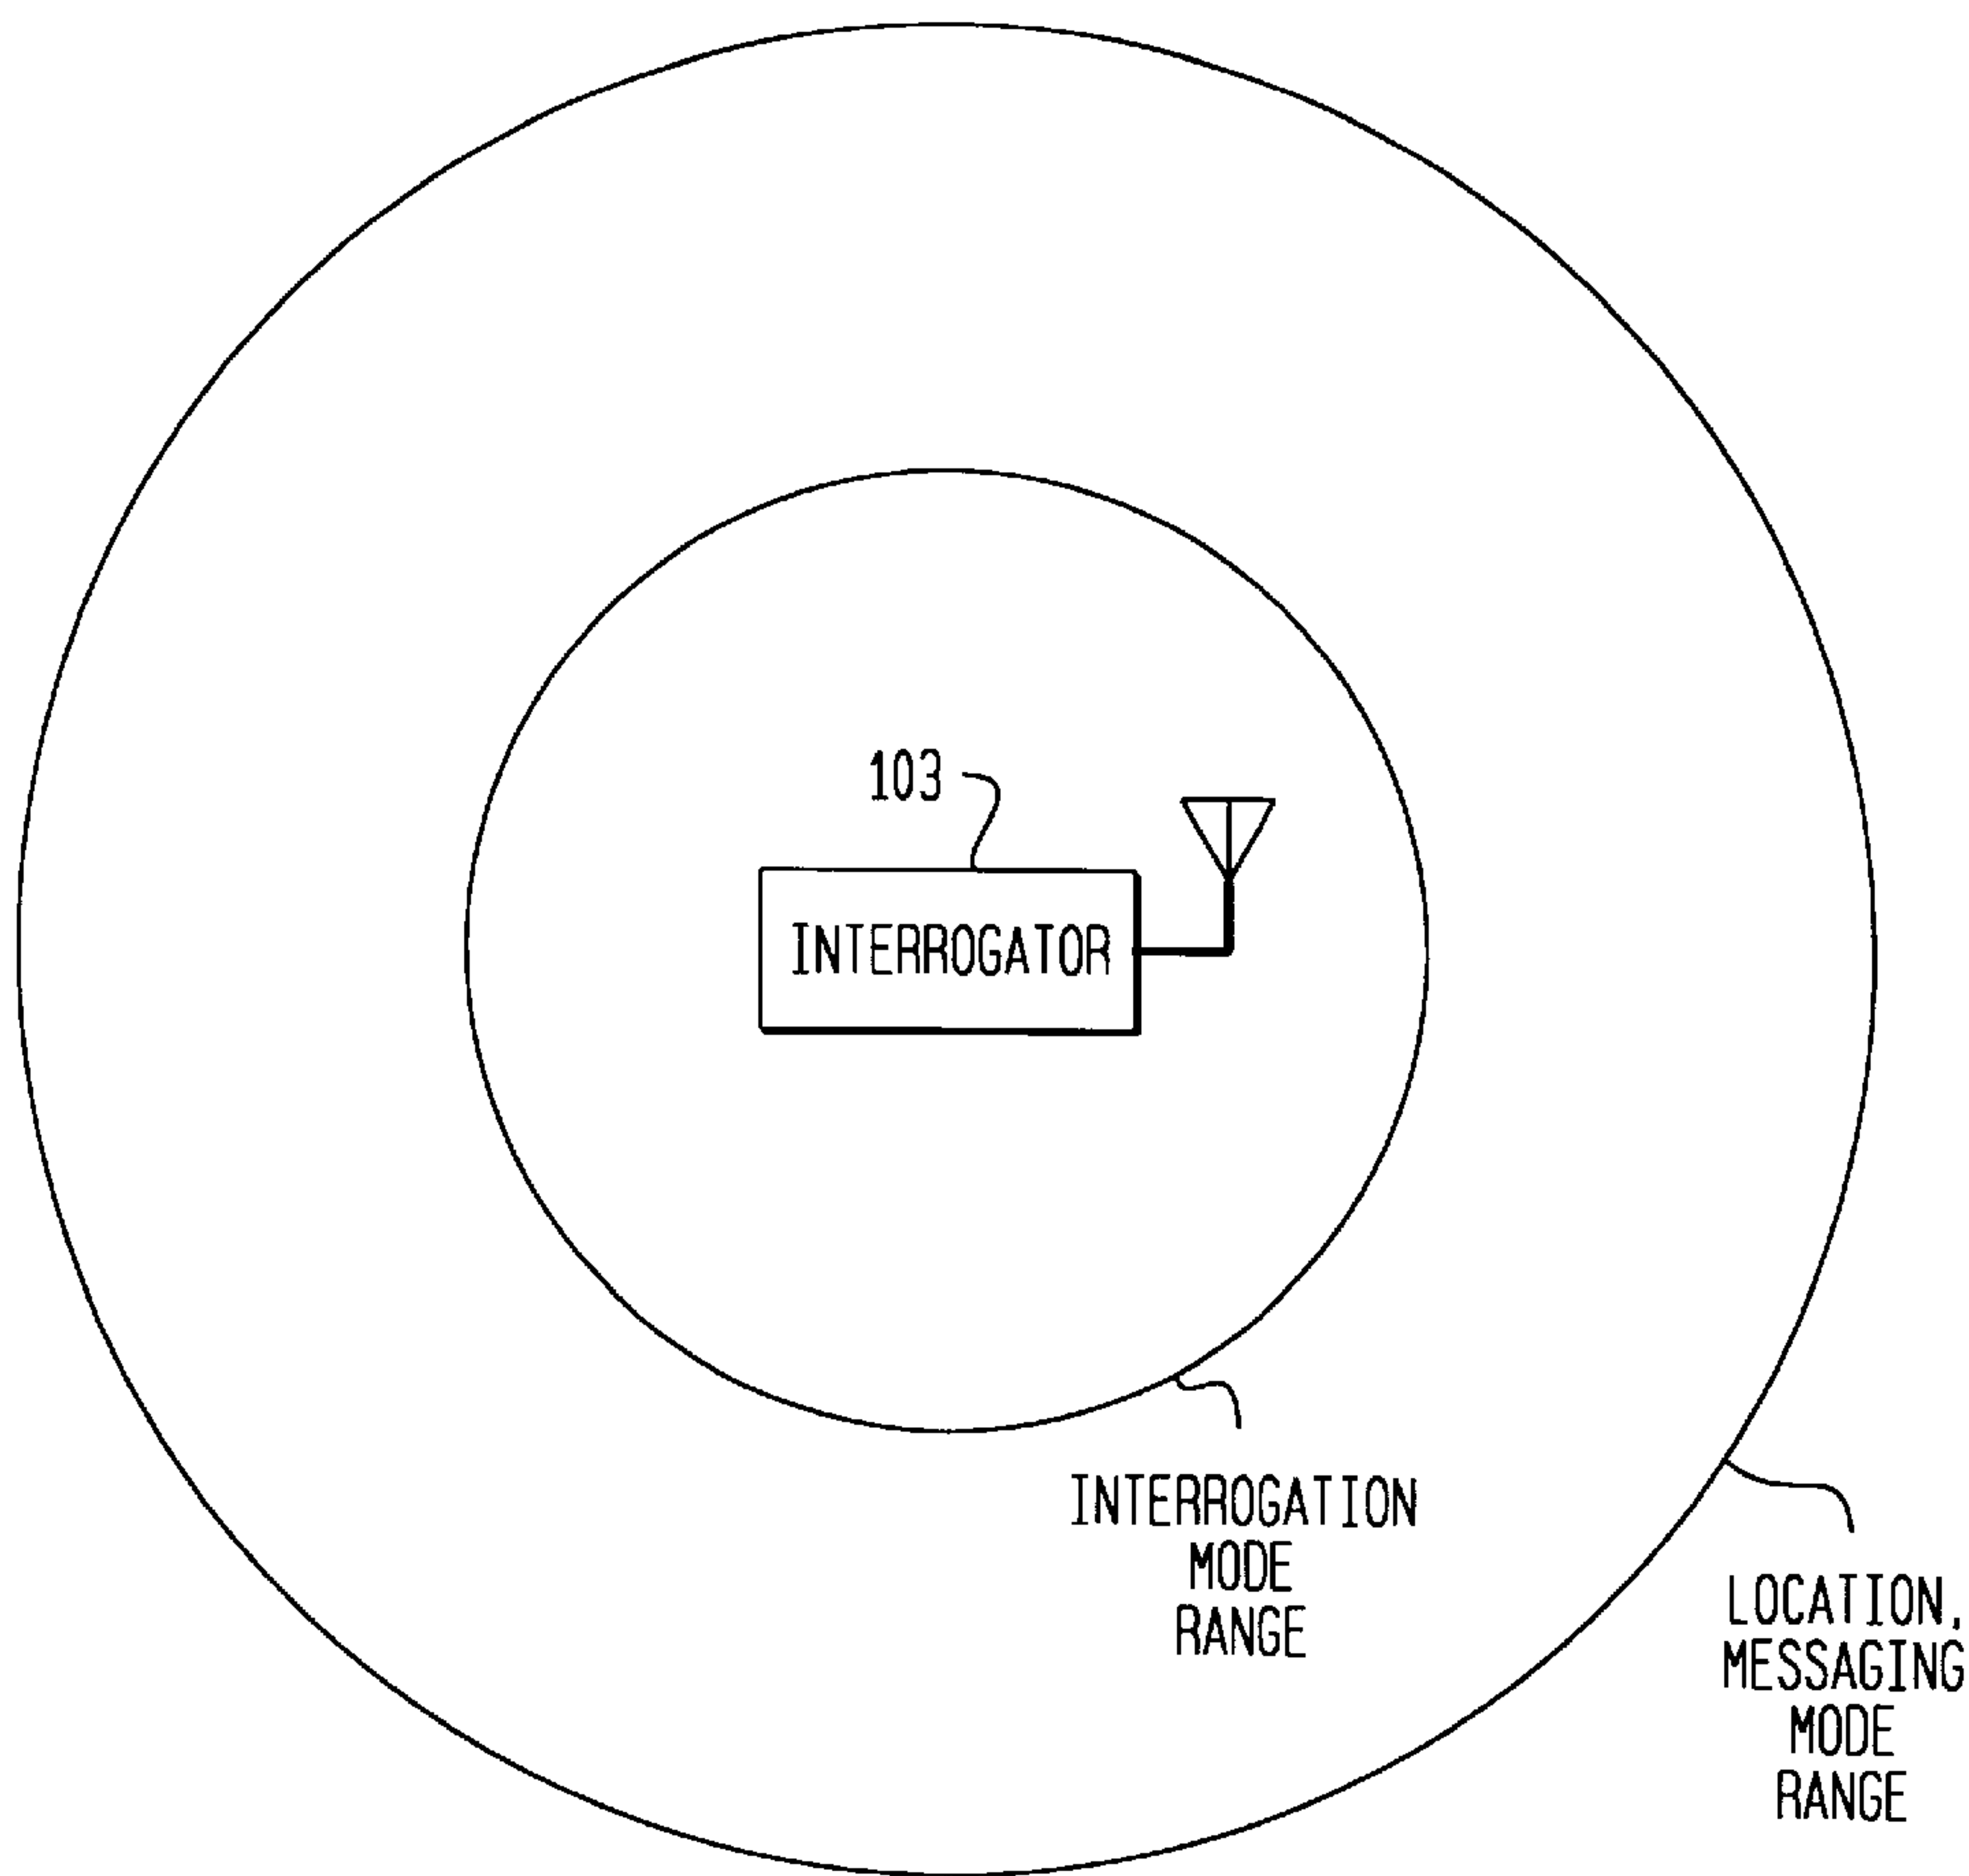 103
INTERROGATOR
INTERROGATION
MODE
RANGE
LOCATION,
MESSAGING
MODE
RANGE